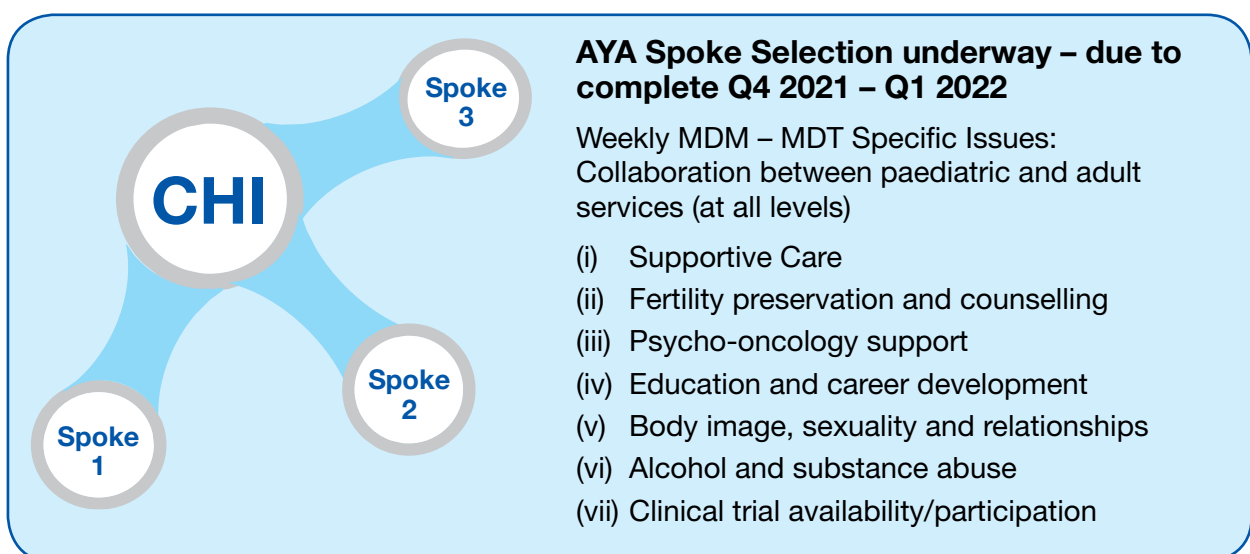 CHI
Spoke
3
Spoke
2
Spoke
1
AYA Spoke Selection underway – due to
complete Q4 2021 – Q1 2022
Weekly MDM – MDT Specific Issues:
Collaboration between paediatric and adult
services (at all levels)
(i) Supportive Care
(ii) Fertility preservation and counselling
(iii) Psycho-oncology support
(iv) Education and career development
(v) Body image, sexuality and relationships
(vi) Alcohol and substance abuse
(vii) Clinical trial availability/participation